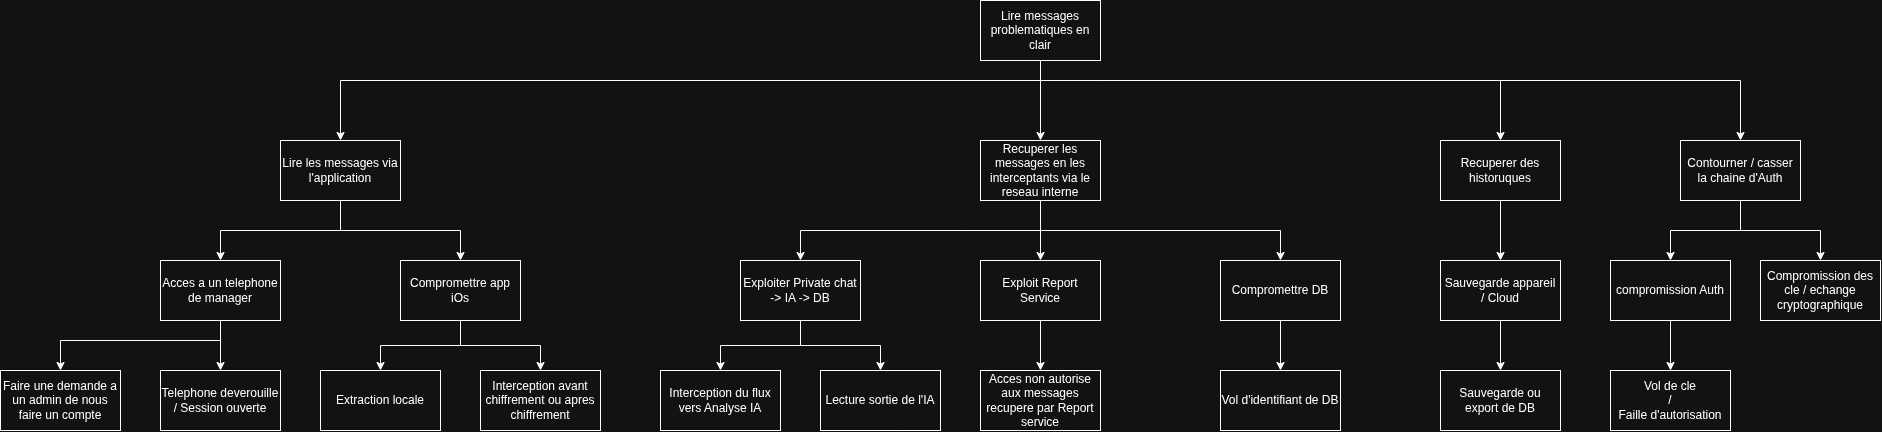 Lire messages
problematiques en
clair
Lire les messages via
l'application
Recuperer les
messages en les
interceptants via le
reseau interne
Recuperer des
historuques
Contourner / casser
la chaine d'Auth
Acces a un telephone
de manager
Compromettre app
iOs
Exploiter Private chat
-> IA -> DB
Exploit Report
Service
Compromettre DB
Sauvegarde appareil
/ Cloud
compromission Auth
Compromission des
cle / echange
cryptographique
Faire une demande a
un admin de nous
faire un compte
Telephone deverouille
/ Session ouverte
Extraction locale
Interception avant
chiffrement ou apres
chiffrement
Interception du flux
vers Analyse IA
Lecture sortie de l'IA
Acces non autorise
aux messages
recupere par Report
service
Vol d'identifiant de DB
Sauvegarde ou
export de DB
Vol de cle
/
Faille d'autorisation